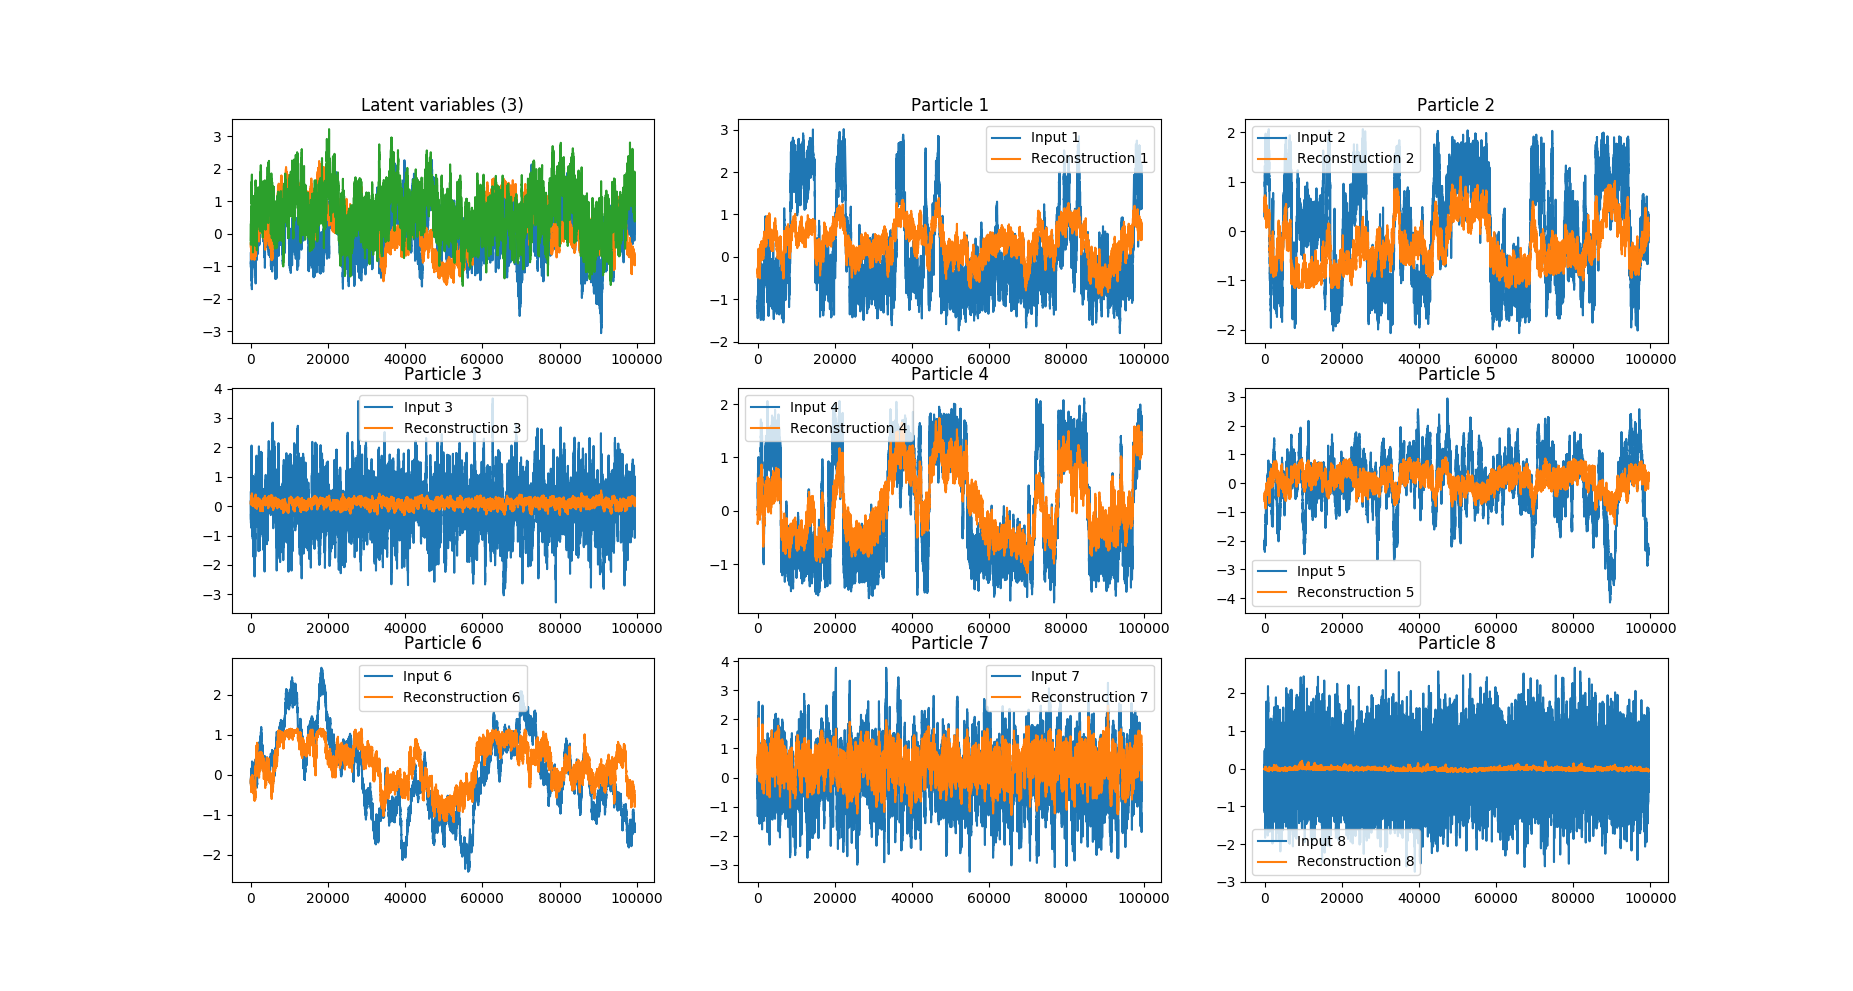 Latent variables (3)
3
2
1
0
−1
−2
−3
0 20000 40000 60000 80000 100000
Particle 1
Input 1
Reconstruction 1
3
2
1
0
−1
−2
0 20000 40000 60000 80000 100000
Particle 2
Input 2
Reconstruction 2
2
1
0
−1
−2
0 20000 40000 60000 80000 100000
Particle 3
Input 3
Reconstruction 3
4
3
2
1
0
−1
−2
−3
0 20000 40000 60000 80000 100000
Particle 4
Input 4
Reconstruction 4
2
1
0
−1
0 20000 40000 60000 80000 100000
Particle 5
3
2
1
0
−1
−2
−3
−4
Input 5
Reconstruction 5
0 20000 40000 60000 80000 100000
Particle 6
Input 6
Reconstruction 6
2
1
0
−1
−2
0 20000 40000 60000 80000 100000
Particle 7
Input 7
Reconstruction 7
4
3
2
1
0
−1
−2
−3
0 20000 40000 60000 80000 100000
Particle 8
2
1
0
−1
−2
−3
Input 8
Reconstruction 8
0 20000 40000 60000 80000 100000